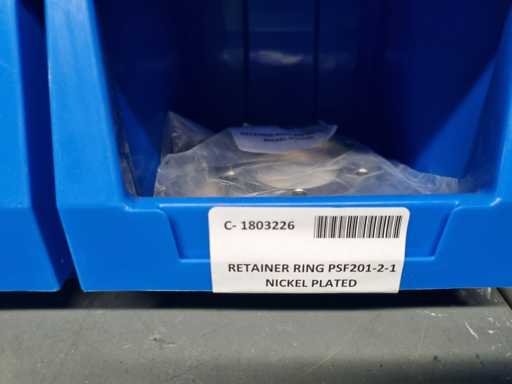 C- 1803226
RETAINER RING PSF201-2-1
NICKEL PLATED